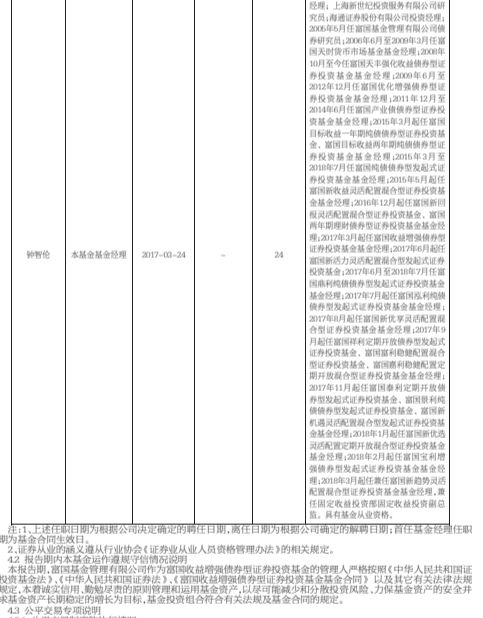 经理；上海新世纪投资服务有限公司研
究员;海通证券股份有限公司投资经理;
2005年5月任富国基金管理有限公司债
券研究员;2006年6月至2009年3月任富
国天时货币市场基金基金经理;2008年
10月至今任富国天丰强化收益债券型证
券投资基金基金经理;2009年6月至
2012年12月任富国优化增强债券型证
券投资基金基金经理;2011年12月至
2014年6月任富国产业债债券型证券投
资基金基金经理;2015年3月起任富国
目标收益一年期纯债债券型证券投资基
金、富国目标收益两年期纯债债券型证
券投资基金基金经理;2015年3月至
2018年7月任富国纯债债券型发起式证
券投资基金基金经理;2015年5月起任
富国新收益灵活配置混合型证券投资基
金基金经理;2016年12月起任富国新回
报灵活配置混合型证券投资基金、富国
两年期理财债券型证券投资基金基金经
理;2017年3月起任富国收益增强债券型
钟智伦 本基金基金经理 2017-03-24 - 24 证券投资基金基金经理;2017年6月起任
富国新活力灵活配置混合型发起式证券
投资基金;2017年6月至2018年7月任富
国鼎利纯债债券型发起式证券投资基金
基金经理;2017年7月起任富国泓利纯债
债券型发起式证券投资基金基金经理;
2017年8月起任富国新优享灵活配置混
合型证券投资基金基金经理;2017年9
月起任富国祥利定期开放债券型发起式
证券投资基金、富国富利稳健配置混合
型证券投资基金、富国嘉利稳健配置定
期开放混合型证券投资基金基金经理;
2017年11月起任富国泰利定期开放债
券型发起式证券投资基金、富国景利纯
债债券型发起式证券投资基金、富国新
机遇灵活配置混合型发起式证券投资基
金基金经理;2018年1月起任富国新优选
灵活配置定期开放混合型证券投资基金
基金经理;2018年2月起任富国宝利增
强债券型发起式证券投资基金基金经
理;2018年3月起任兼任富国新趋势灵活
配置混合型证券投资基金基金经理,兼
任固定收益投资部固定收益投资副总
监。具有基金从业资格。
注:1、上述任职日期为根据公司决定确定的聘任日期,离任日期为根据公司确定的解聘日期;首任基金经理任职
期为基金合同生效日。
2、证券从业的涵义遵从行业协会《证券业从业人员资格管理办法》的相关规定。
4.2 报告期内本基金运作遵规守信情况说明
本报告期,富国基金管理有限公司作为富国收益增强债券型证券投资基金的管理人严格按照《中华人民共和国证
投资基金法》、《中华人民共和国证券法》、《富国收益增强债券型证券投资基金基金合同》以及其它有关法律法规
规定,本着诚实信用、勤勉尽责的原则管理和运用基金资产,以尽可能减少和分散投资风险、力保基金资产的安全并
求基金资产长期稳定的增长为目标,基金投资组合符合有关法规及基金合同的规定。
4.3 公平交易专项说明